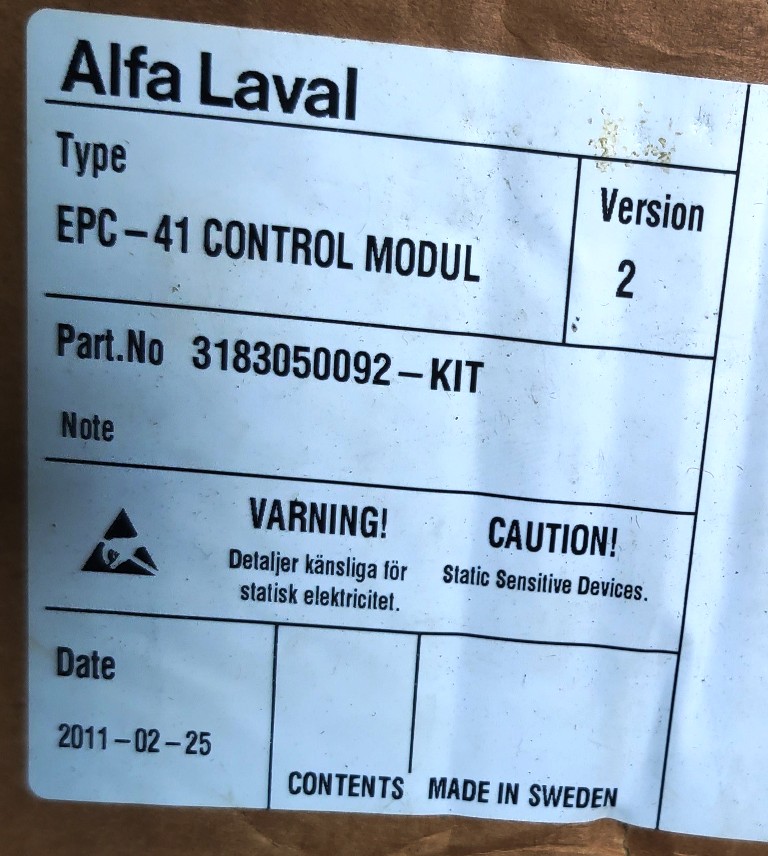 Alfa Laval
Type
Version
EPC-41 CONTROL MODUL
2
Part.No 3183050092-KIT
Note
VARNING!
Detaljer känsliga för
statisk elektricitet.
CAUTION!
Static Sensitive Devices.
Date
2011-02-25
CONTENTS
MADE IN SWEDEN